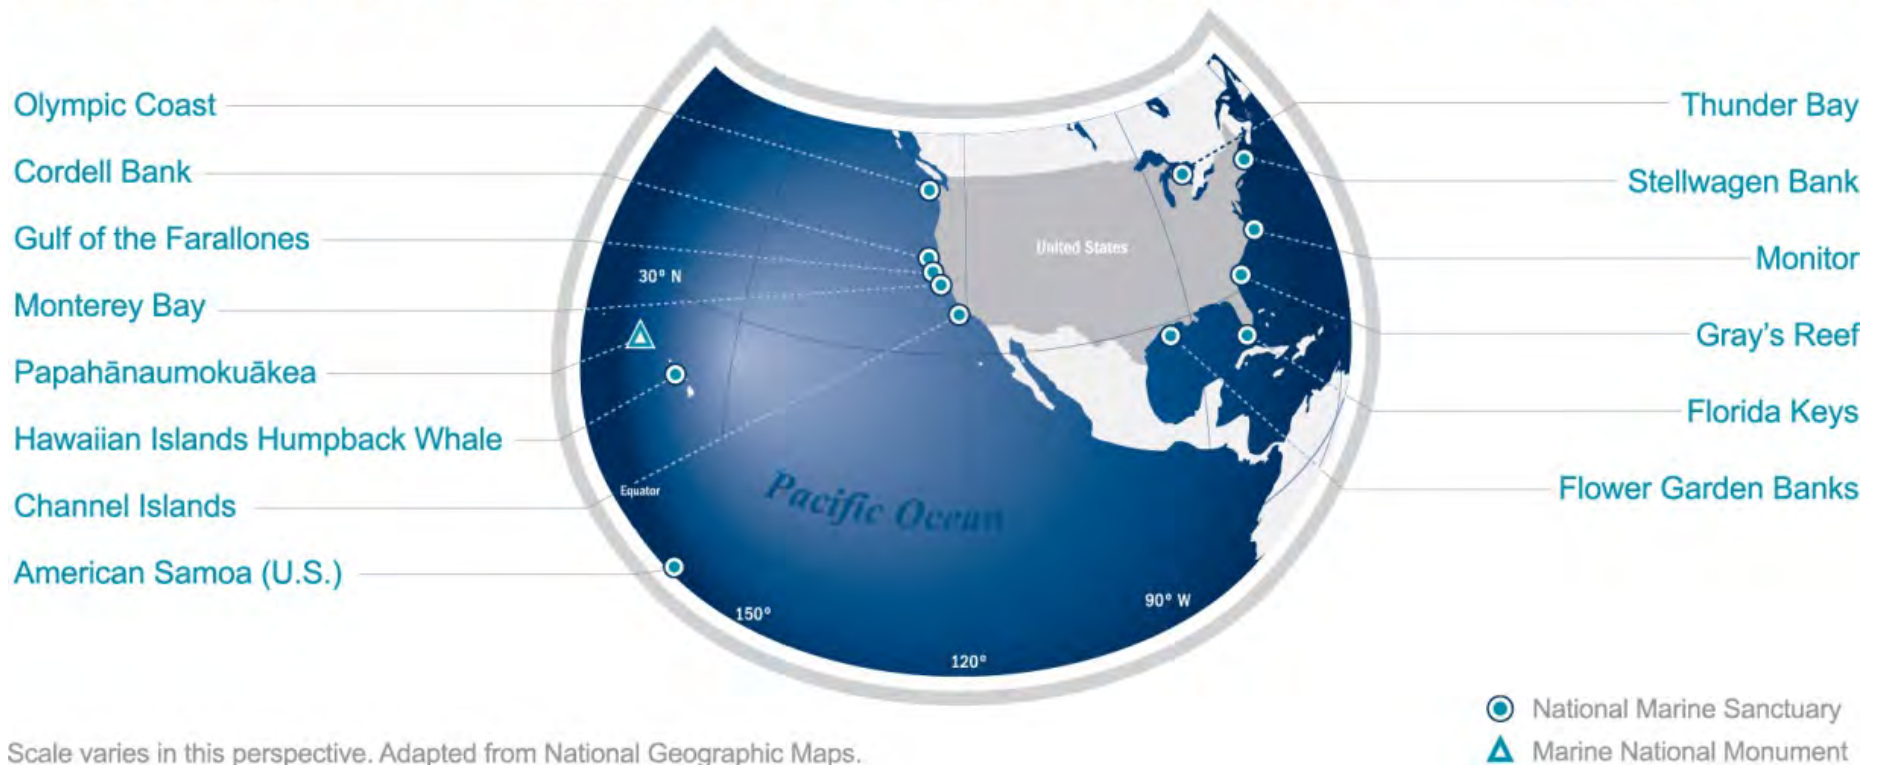 Olympic Coast
Cordell Bank
Gulf of the Farallones
Monterey Bay
Papahānaumokuākea
Hawaiian Islands Humpback Whale
Channel Islands
American Samoa (U.S.)
30° N
Equator
United States
Pacific Ocean
150°
120°
90° W
Thunder Bay
Stellwagen Bank
Monitor
Gray's Reef
Florida Keys
Flower Garden Banks
National Marine Sanctuary
Marine National Monument
Scale varies in this perspective. Adapted from National Geographic Maps.